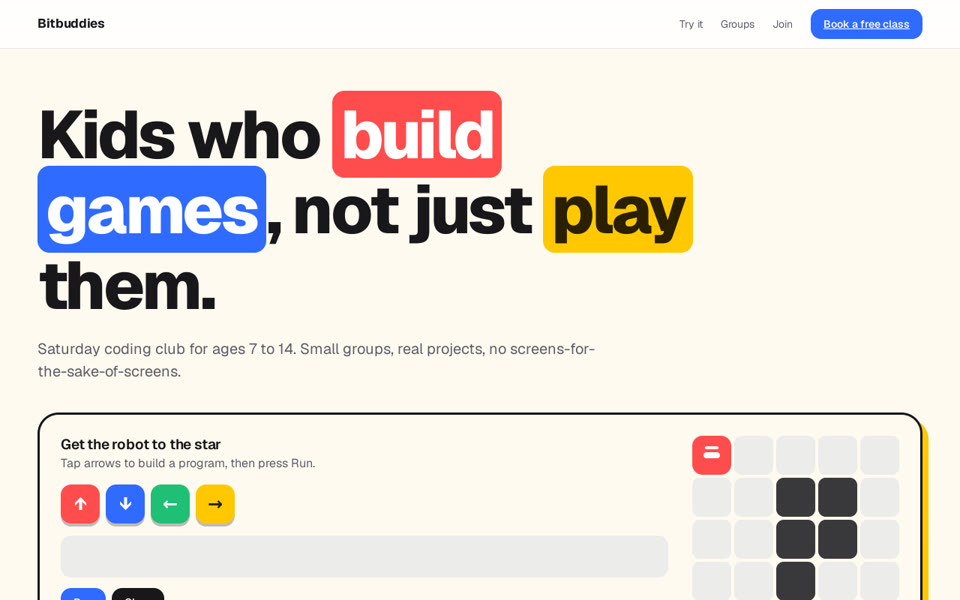 Bitbuddies
Try it
Groups
Join
Book a free class
Kids who build
games, not just play
them.
Saturday coding club for ages 7 to 14. Small groups, real projects, no screens-for-
the-sake-of-screens.
Get the robot to the star
Tap arrows to build a program, then press Run.
↑ ↓ ← →